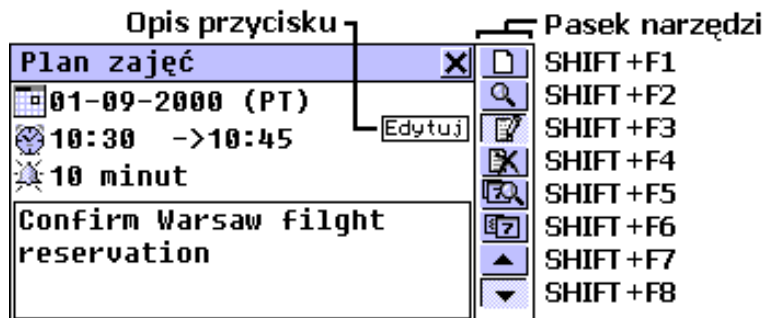 Opis przycisku
Pasek narzędzi
Plan zajęć
01-09-2000 (PT)
10:30 ->10:45
Edytuj
10 minut
Confirm Warsaw filght
reservation
SHIFT+F1
SHIFT+F2
SHIFT+F3
SHIFT+F4
SHIFT+F5
SHIFT+F6
SHIFT+F7
SHIFT+F8